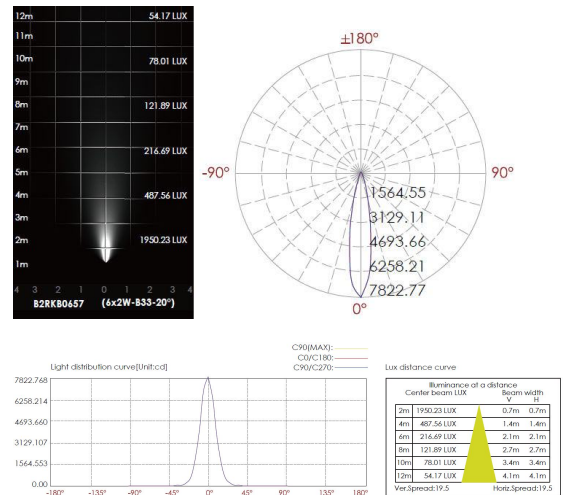 12m 54.17 LUX
11m
10m 78.01 LUX
9m
8m 121.89 LUX
7m
6m 216.69 LUX
5m
4m 487.56 LUX
3m
2m 1950.23 LUX
1m
4 3 2 1 0 1 2 3 4
B2RKB0657 (6x2W-B33-20°)
±180°
-90° 90°
1564.55
3129.11
4693.66
6258.21
7822.77
0°
C90(MAX):
C0/C180:
Light distribution curve[Unit:cd] C90/C270:
7822.768
6258.214
4693.660
3129.107
1564.553
0.00
-180° -135° -90° -45° 0° 45° 90° 135° 180°
Lux distance curve
Illuminance at a distance
Center beam LUX Beam width
V H
2m 1950.23 LUX 0.7m 0.7m
4m 487.56 LUX 1.4m 1.4m
6m 216.69 LUX 2.1m 2.1m
8m 121.89 LUX 2.7m 2.7m
10m 78.01 LUX 3.4m 3.4m
12m 54.17 LUX 4.1m 4.1m
Ver.Spread:19.5 Horiz.Spread:19.5